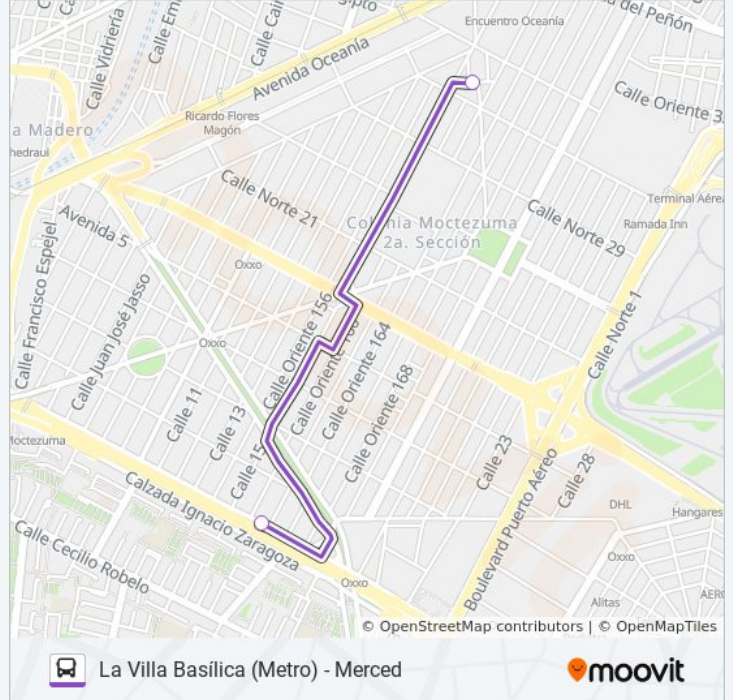 Calle Vidriería
Encuentro Oceanía
Avenida Oceanía
Calle Oriente 3
Ricardo Flores
Magón
a Madero
hedraui
Terminal Aére
Calle Norte 21
Calle Norte 29
Colonia Moctezuma
2a. Sección
Ramada Inn
Avenida 5
Oxxo
Calle Francisco Espejel
Calle Juan José Jasso
Calle Oriente 156
Calle Norte 1
Oxxo
Calle Oriente 164
Calle Oriente
Calle Oriente 168
Calle 11
Calle 13
Calle 15
Moctezuma
Calle 23
Calle 28
Calzada Ignacio Zaragoza
DHL
Hangares
Boulevard Puerto Aéreo
Calle Cecilio Robelo
Oxxo
Oxxo
Alitas
© OpenStreetMap contributors | © OpenMapTiles
La Villa Basílica (Metro) - Merced
moovit